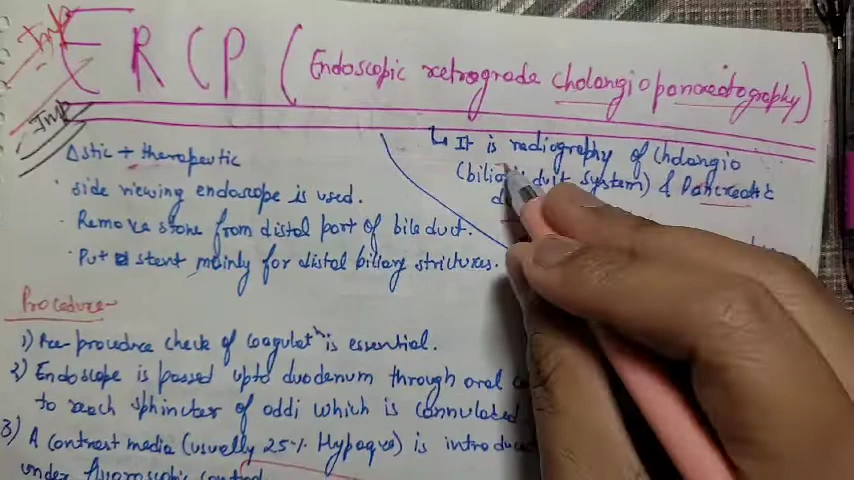 Imp
ERCP (Endoscopic retrograde cholangiopancreatography)
Imp
Δstic + therapeutic
· side viewing endoscope is used.
· Remove stone from distal part of bile duct.
· Put stent mainly for distal biliary strictures.
↳ It is radiography of Cholangio
duct system) & Pancreatic
Procedure
1) Pre-procedure check of coagulatⁿ is essential.
2) Endoscope is passed upto duodenum through oral
to reach sphincter of oddi which is cannulated
3) A contrast media (usually 25% Hypaque) is introduced
under fluoroscopic control